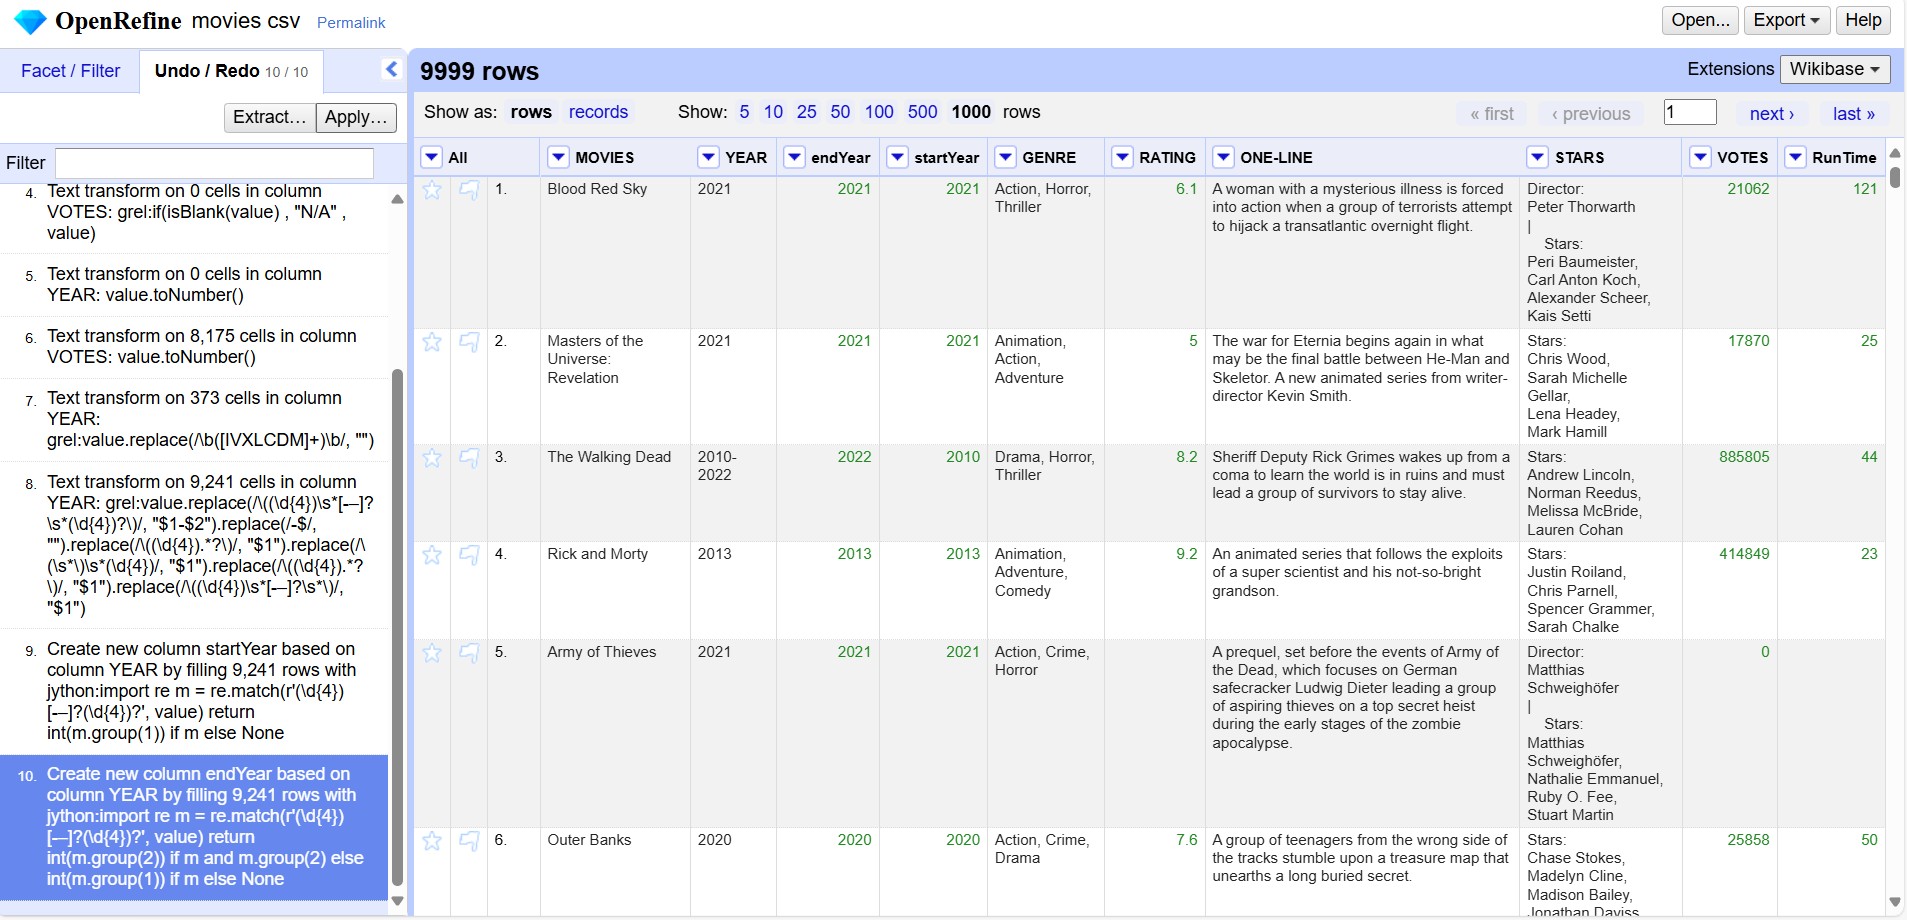 OpenRefine movies csv Permalink
Open... Export Help
Facet / Filter
Undo / Redo 10 / 10
Extract... Apply...
Filter
4. Text transform on 0 cells in column
VOTES: grel:if(isBlank(value) , "N/A" ,
value)
5. Text transform on 0 cells in column
YEAR: value.toNumber()
6. Text transform on 8,175 cells in column
VOTES: value.toNumber()
7. Text transform on 373 cells in column
YEAR:
grel:value.replace(/\b([IVXLCDM]+)\b/, "")
8. Text transform on 9,241 cells in column
YEAR: grel:value.replace(/\((\d{4})\s*[-–]?
\s*(\d{4})?\)/, "$1-$2").replace(/-$/,
"").replace(/\((\d{4}).*?\)/, "$1").replace(/\
(\s*\)\s*(\d{4})/, "$1").replace(/\((\d{4}).*?
\)/, "$1").replace(/\((\d{4})\s*[-–]?\s*\)/,
"$1")
9. Create new column startYear based on
column YEAR by filling 9,241 rows with
jython:import re m = re.match(r'(\d{4})
[-–]?(\d{4})?', value) return
int(m.group(1)) if m else None
10. Create new column endYear based on
column YEAR by filling 9,241 rows with
jython:import re m = re.match(r'(\d{4})
[-–]?(\d{4})?', value) return
int(m.group(2)) if m and m.group(2) else
int(m.group(1)) if m else None
9999 rows
Extensions Wikibase
Show as: rows records Show: 5 10 25 50 100 500 1000 rows
« first ‹ previous 1 next › last »
All MOVIES YEAR endYear startYear GENRE RATING ONE-LINE STARS VOTES RunTime
1. Blood Red Sky 2021 2021 2021 Action, Horror, 6.1 A woman with a mysterious illness is forced Director: 21062 121
Thriller into action when a group of terrorists attempt Peter Thorwarth
to hijack a transatlantic overnight flight. |
Stars:
Peri Baumeister,
Carl Anton Koch,
Alexander Scheer,
Kais Setti
2. Masters of the 2021 2021 2021 Animation, 5 The war for Eternia begins again in what Stars: 17870 25
Universe: Action, may be the final battle between He-Man and Chris Wood,
Revelation Adventure Skeletor. A new animated series from writer- Sarah Michelle
director Kevin Smith. Gellar,
Lena Headey,
Mark Hamill
3. The Walking Dead 2010- 2022 2010 Drama, Horror, 8.2 Sheriff Deputy Rick Grimes wakes up from a Stars: 885805 44
2022 Thriller coma to learn the world is in ruins and must Andrew Lincoln,
lead a group of survivors to stay alive. Norman Reedus,
Melissa McBride,
Lauren Cohan
4. Rick and Morty 2013 2013 2013 Animation, 9.2 An animated series that follows the exploits Stars: 414849 23
Adventure, of a super scientist and his not-so-bright Justin Roiland,
Comedy grandson. Chris Parnell,
Spencer Grammer,
Sarah Chalke
5. Army of Thieves 2021 2021 2021 Action, Crime, A prequel, set before the events of Army of Director: 0
Horror the Dead, which focuses on German Matthias
safecracker Ludwig Dieter leading a group Schweighöfer
of aspiring thieves on a top secret heist |
during the early stages of the zombie Stars:
apocalypse. Matthias
Schweighöfer,
Nathalie Emmanuel,
Ruby O. Fee,
Stuart Martin
6. Outer Banks 2020 2020 2020 Action, Crime, 7.6 A group of teenagers from the wrong side of Stars: 25858 50
Drama the tracks stumble upon a treasure map that Chase Stokes,
unearths a long buried secret. Madelyn Cline,
Madison Bailey,
Jonathan Daviss